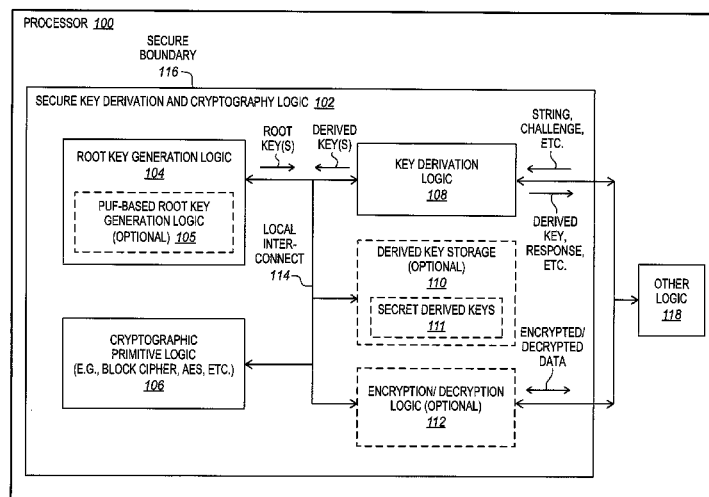 PROCESSOR 100
SECURE
BOUNDARY
116
SECURE KEY DERIVATION AND CRYPTOGRAPHY LOGIC 102
ROOT KEY GENERATION LOGIC
104
PUF-BASED ROOT KEY
GENERATION LOGIC
(OPTIONAL) 105
ROOT
KEY(S)
DERIVED
KEY(S)
KEY DERIVATION
LOGIC
108
STRING,
CHALLENGE,
ETC.
DERIVED
KEY,
RESPONSE,
ETC.
LOCAL
INTER-
CONNECT
114
DERIVED KEY STORAGE
(OPTIONAL)
110
SECRET DERIVED KEYS
111
OTHER
LOGIC
118
CRYPTOGRAPHIC
PRIMITIVE LOGIC
(E.G., BLOCK CIPHER, AES, ETC.)
106
ENCRYPTED/
DECRYPTED
DATA
ENCRYPTION/ DECRYPTION
LOGIC (OPTIONAL)
112